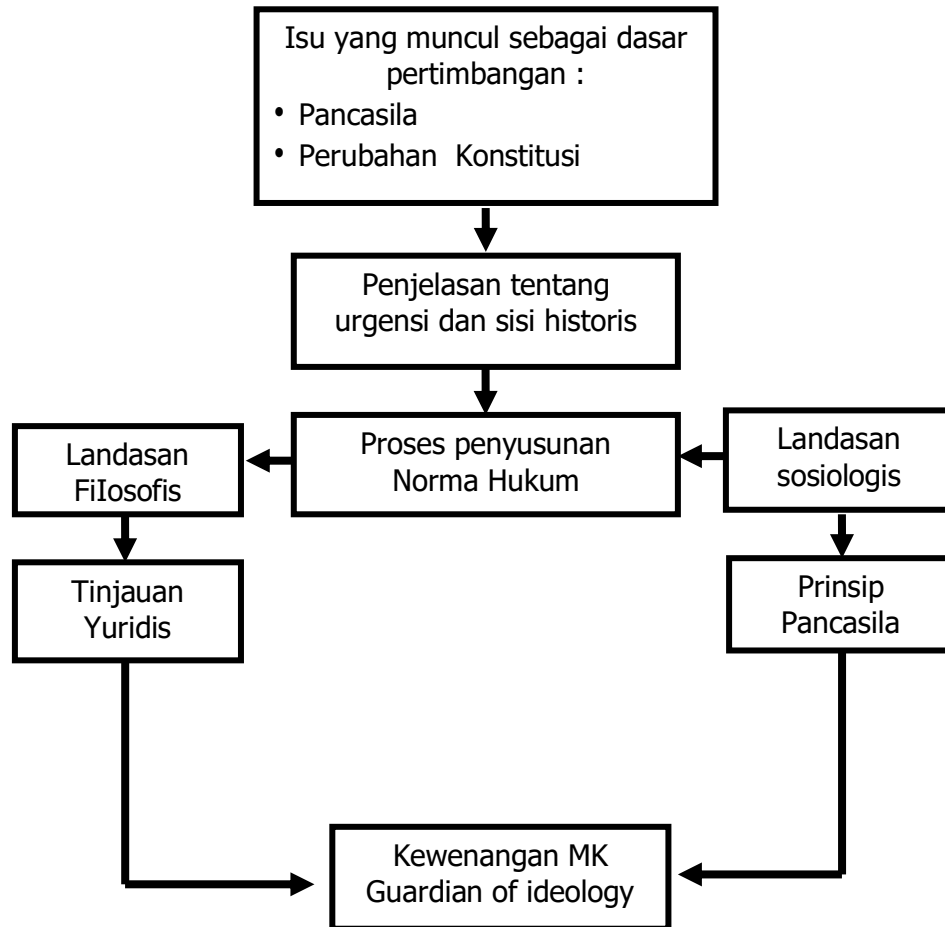 Isu yang muncul sebagai dasar
pertimbangan :
• Pancasila
• Perubahan Konstitusi
Penjelasan tentang
urgensi dan sisi historis
Proses penyusunan
Norma Hukum
Landasan
FiIosofis
Landasan
sosiologis
Tinjauan
Yuridis
Prinsip
Pancasila
Kewenangan MK
Guardian of ideology